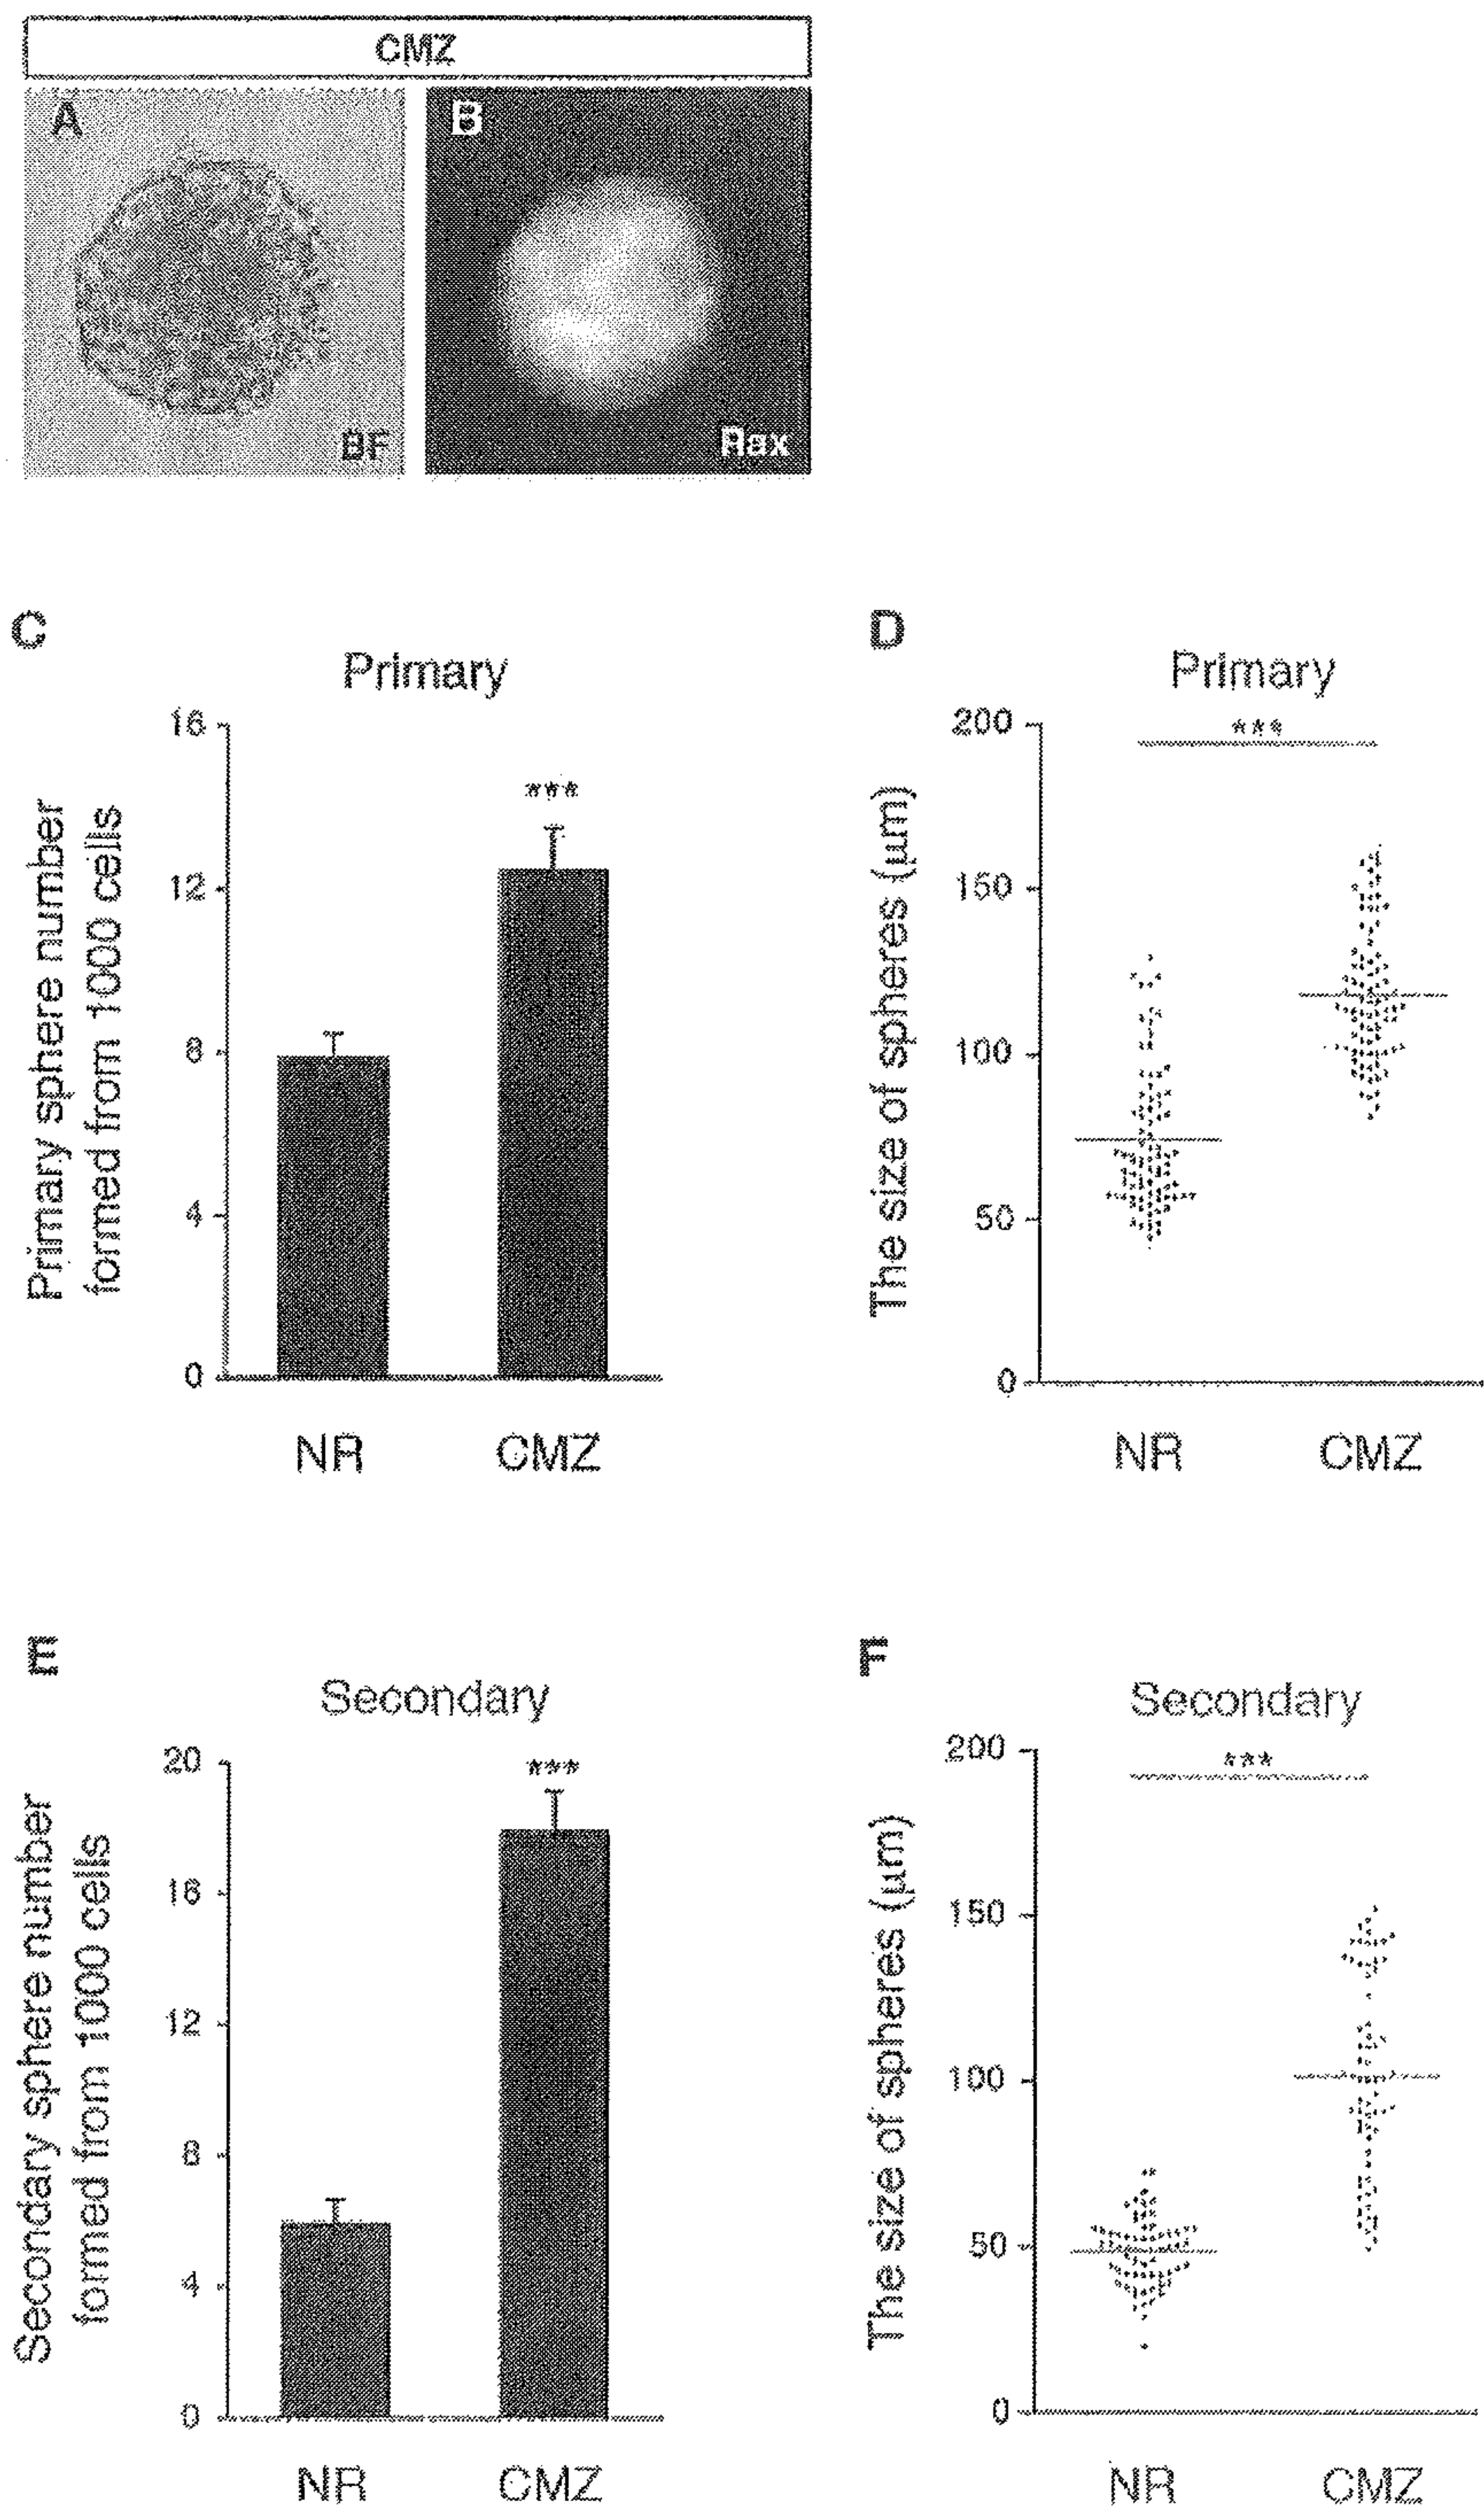 CMZ
A
B
BF
Rax
C
Primary
16
12
8
4
0
Primary sphere number
formed from 1000 cells
***
NR
CMZ
D
Primary
200
150
100
50
0
The size of spheres (μm)
***
NR
CMZ
E
Secondary
20
16
12
8
4
0
Secondary sphere number
formed from 1000 cells
***
NR
CMZ
F
Secondary
200
150
100
50
0
The size of spheres (μm)
***
NR
CMZ